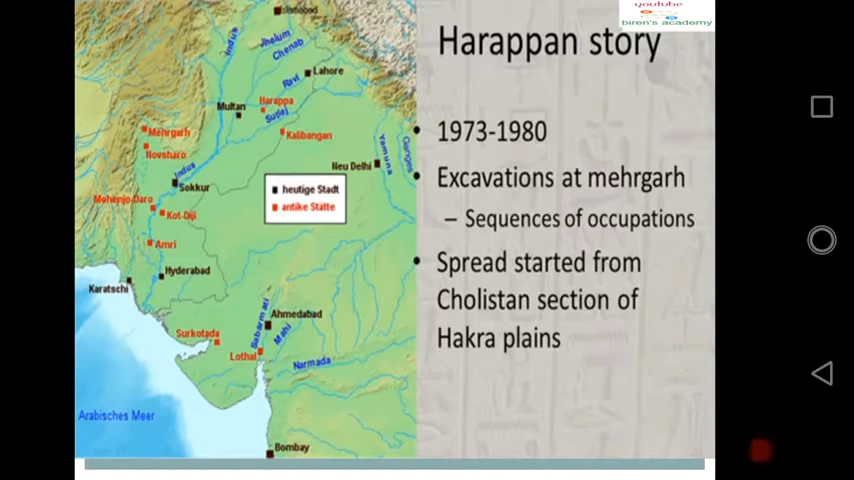 youtube
biren's academy
Harappan story
1973-1980
Excavations at mehrgarh
– Sequences of occupations
Spread started from
Cholistan section of
Hakra plains
Islamabad
Indus
Jhelum
Chenab
Ravi
Lahore
Multan
Harappa
Sutlej
Kalibangan
Mehrgarh
Novsharo
Yamuna
Ganges
Neu Delhi
Indus
Sokkur
heutige Stadt
antike Stätte
Mohenjo-Daro
Kot-Diji
Amri
Hyderabad
Karatschi
Ahmedabad
Sabarmati
Mahi
Surkotada
Lothal
Narmada
Arabisches Meer
Bombay